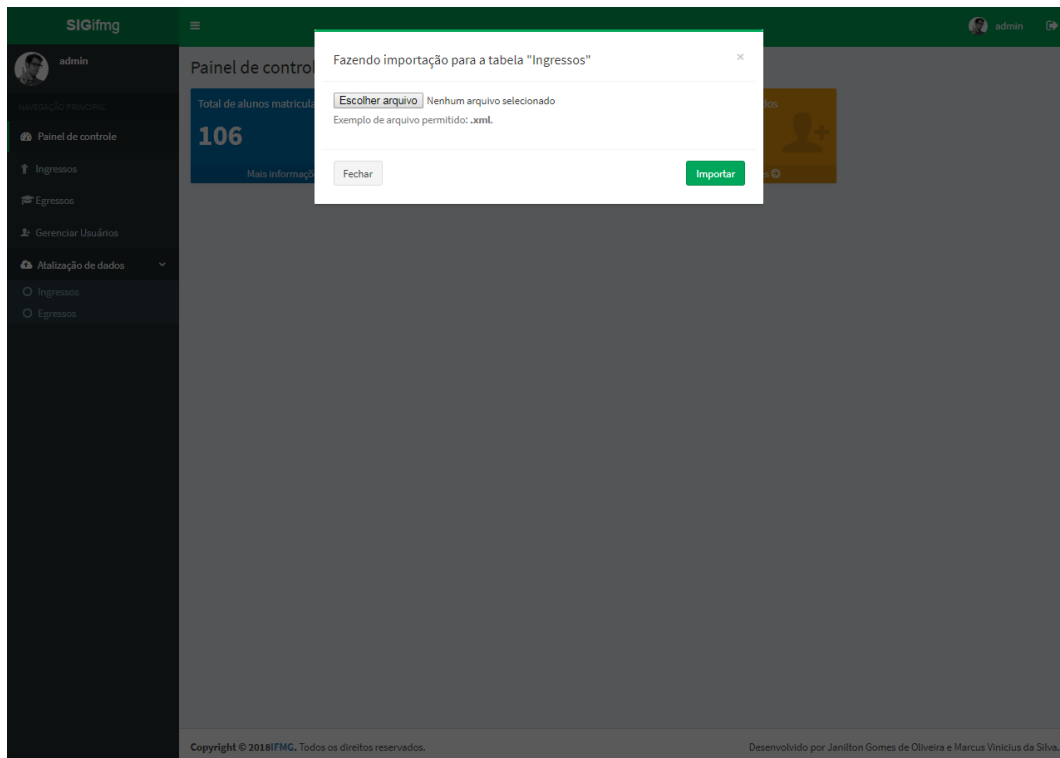 SIGifmg
admin
admin
NAVEGAÇÃO PRINCIPAL
Painel de controle
Ingressos
Egressos
Gerenciar Usuários
Atalização de dados
Ingressos
Egressos
Painel de control
Total de alunos matricula
106
Mais informaçõ
Fazendo importação para a tabela "Ingressos"
×
Escolher arquivo Nenhum arquivo selecionado
Exemplo de arquivo permitido: .xml.
Fechar
Importar
Copyright © 2018IFMG. Todos os direitos reservados.
Desenvolvido por Janilton Gomes de Oliveira e Marcus Vinicius da Silva.